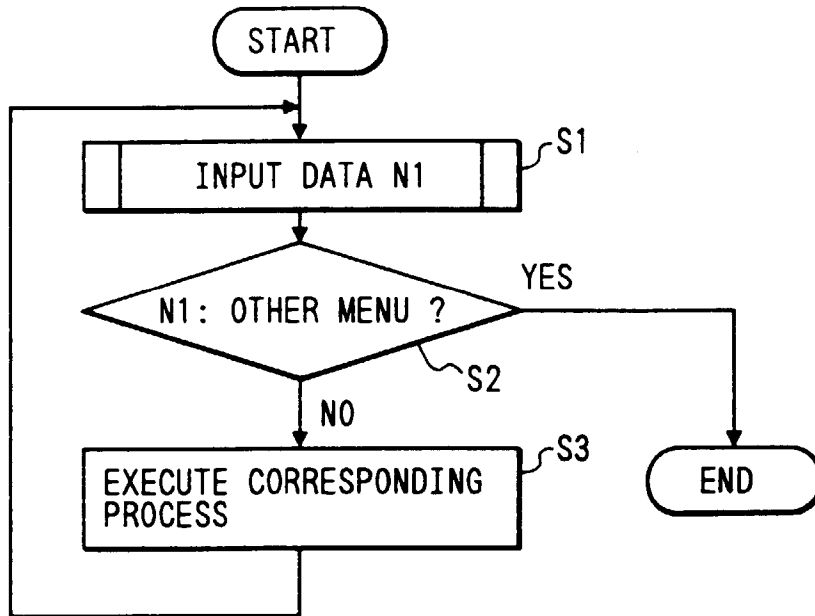 START
INPUT DATA N1
S1
N1: OTHER MENU ?
YES
S2
NO
EXECUTE CORRESPONDING
PROCESS
S3
END